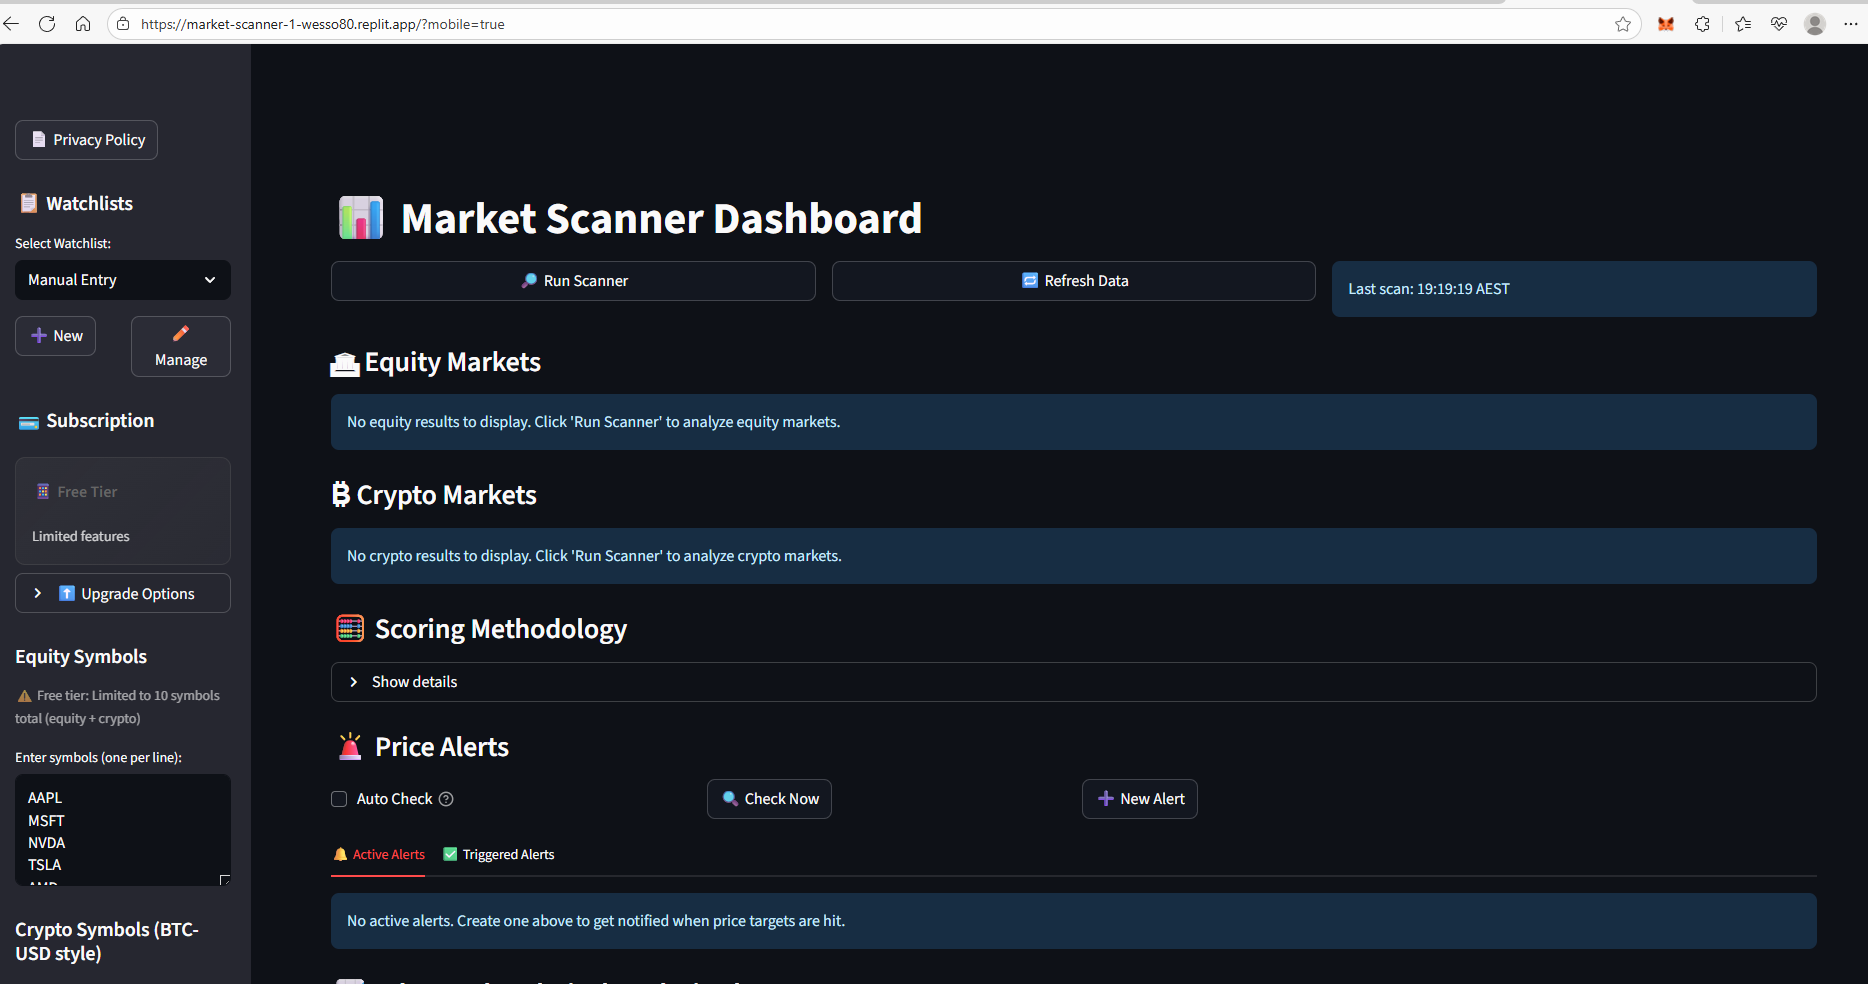 https://market-scanner-1-wesso80.replit.app/?mobile=true
Privacy Policy
Watchlists
Select Watchlist:
Manual Entry
New
Manage
Subscription
Free Tier
Limited features
Upgrade Options
Equity Symbols
Free tier: Limited to 10 symbols
total (equity + crypto)
Enter symbols (one per line):
AAPL
MSFT
NVDA
TSLA
Crypto Symbols (BTC-
USD style)
Market Scanner Dashboard
Run Scanner
Refresh Data
Last scan: 19:19:19 AEST
Equity Markets
No equity results to display. Click 'Run Scanner' to analyze equity markets.
Crypto Markets
No crypto results to display. Click 'Run Scanner' to analyze crypto markets.
Scoring Methodology
Show details
Price Alerts
Auto Check
Check Now
New Alert
Active Alerts
Triggered Alerts
No active alerts. Create one above to get notified when price targets are hit.